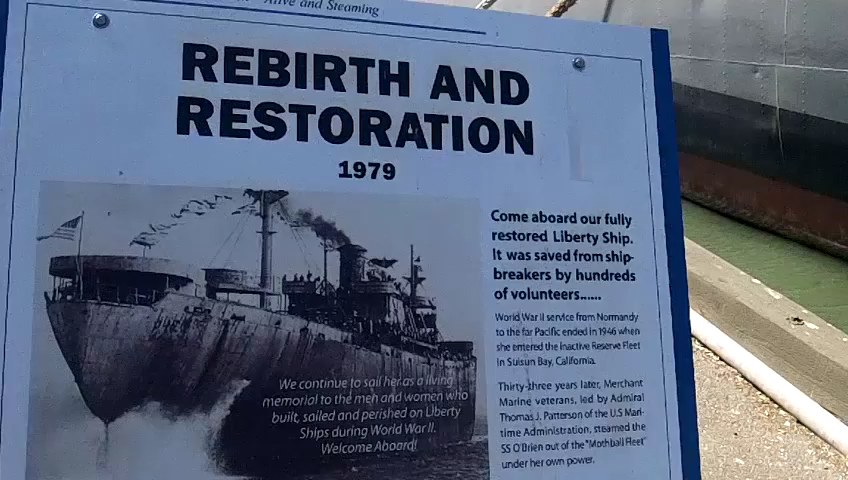 Alive and Steaming
REBIRTH AND
RESTORATION
1979
Come aboard our fully
restored Liberty Ship.
It was saved from ship-
breakers by hundreds
of volunteers......
World War II service from Normandy
to the far Pacific ended in 1946 when
she entered the Inactive Reserve Fleet
in Suisun Bay, California.
Thirty-three years later, Merchant
Marine veterans, led by Admiral
Thomas J. Patterson of the U.S Mari-
time Administration, steamed the
SS O'Brien out of the "Mothball Fleet"
under her own power.
We continue to sail her as a living
memorial to the men and women who
built, sailed and perished on Liberty
Ships during World War II.
Welcome Aboard!